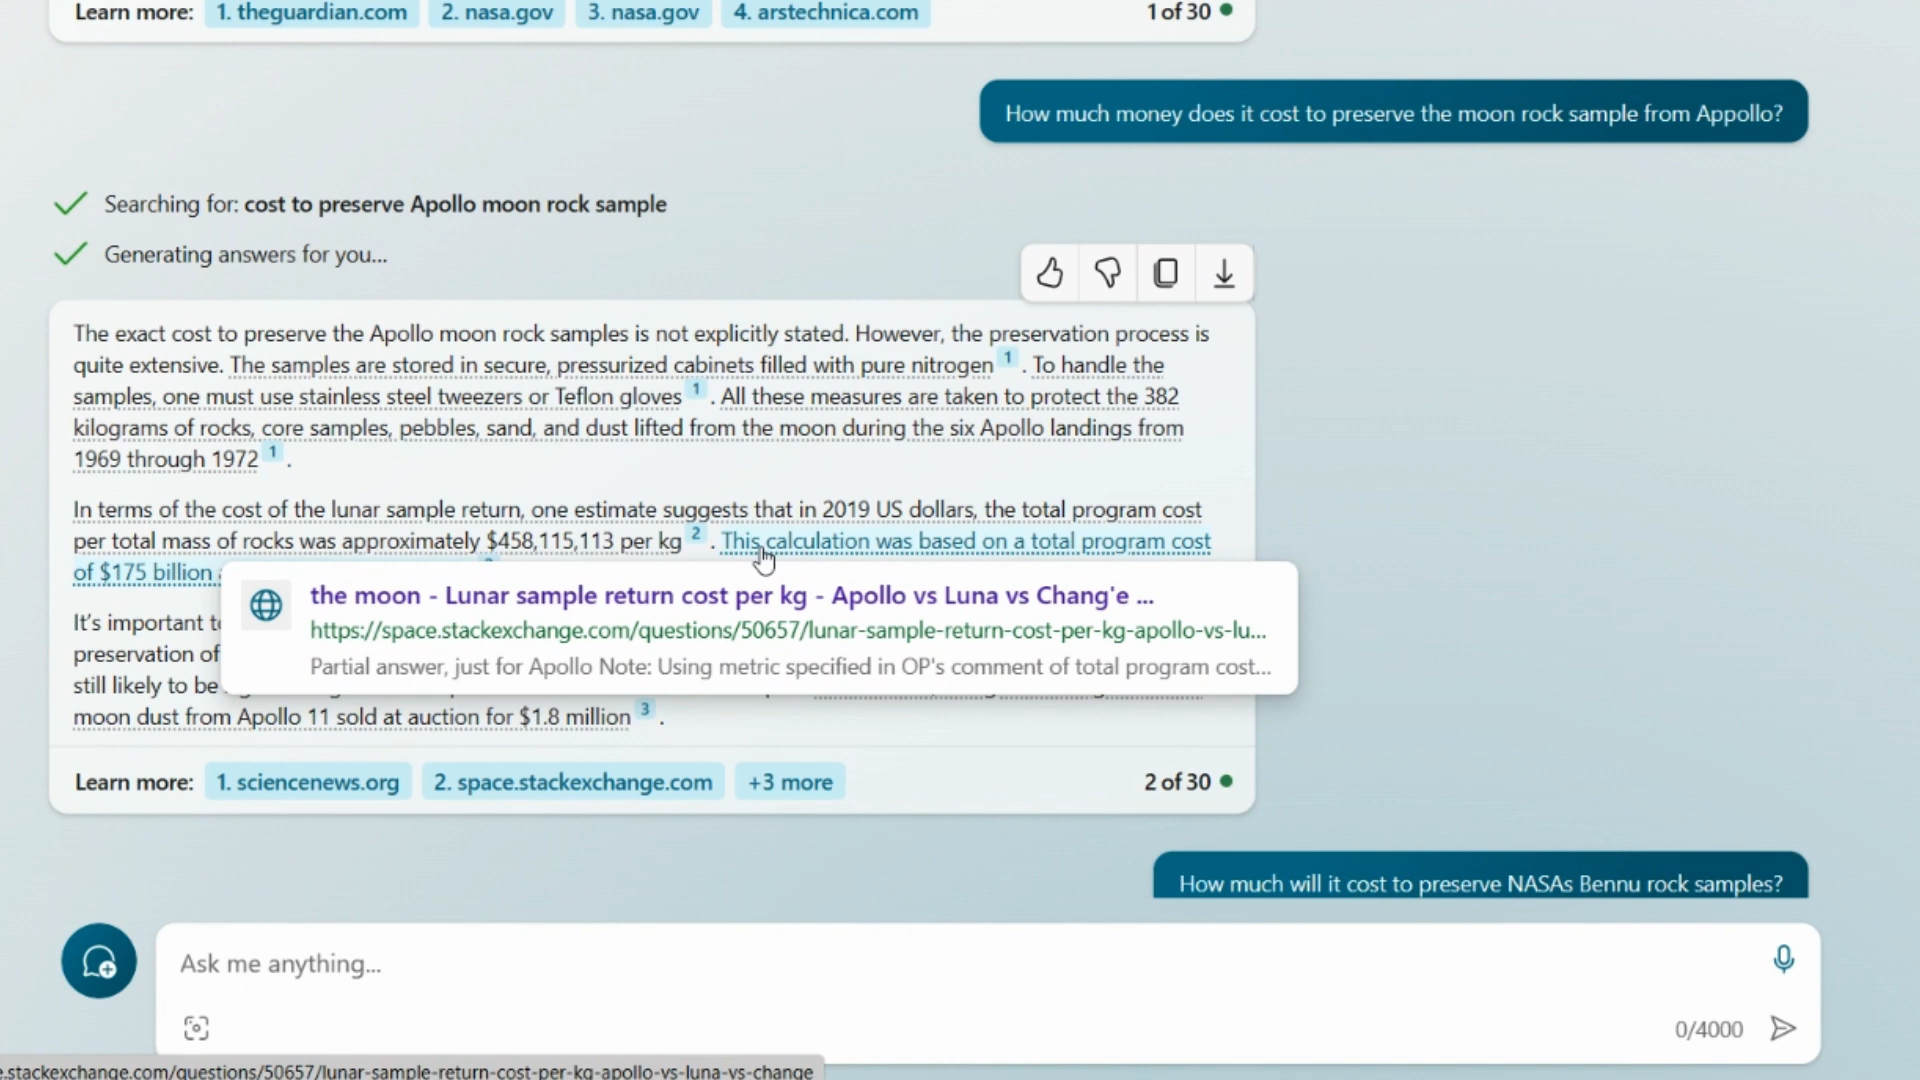 Learn more: 1. theguardian.com 2. nasa.gov 3. nasa.gov 4. arstechnica.com 1 of 30
How much money does it cost to preserve the moon rock sample from Appollo?
Searching for: cost to preserve Apollo moon rock sample
Generating answers for you...
The exact cost to preserve the Apollo moon rock samples is not explicitly stated. However, the preservation process is
quite extensive. The samples are stored in secure, pressurized cabinets filled with pure nitrogen 1 . To handle the
samples, one must use stainless steel tweezers or Teflon gloves 1 . All these measures are taken to protect the 382
kilograms of rocks, core samples, pebbles, sand, and dust lifted from the moon during the six Apollo landings from
1969 through 1972 1 .
In terms of the cost of the lunar sample return, one estimate suggests that in 2019 US dollars, the total program cost
per total mass of rocks was approximately $458,115,113 per kg 2 . This calculation was based on a total program cost
of $175 billion
the moon - Lunar sample return cost per kg - Apollo vs Luna vs Chang'e ...
https://space.stackexchange.com/questions/50657/lunar-sample-return-cost-per-kg-apollo-vs-lu...
Partial answer, just for Apollo Note: Using metric specified in OP's comment of total program cost...
It's important
preservation of
still likely to be
moon dust from Apollo 11 sold at auction for $1.8 million 3 .
Learn more: 1. sciencenews.org 2. space.stackexchange.com +3 more 2 of 30
How much will it cost to preserve NASAs Bennu rock samples?
Ask me anything...
0/4000
e.stackexchange.com/questions/50657/lunar-sample-return-cost-per-kg-apollo-vs-luna-vs-change